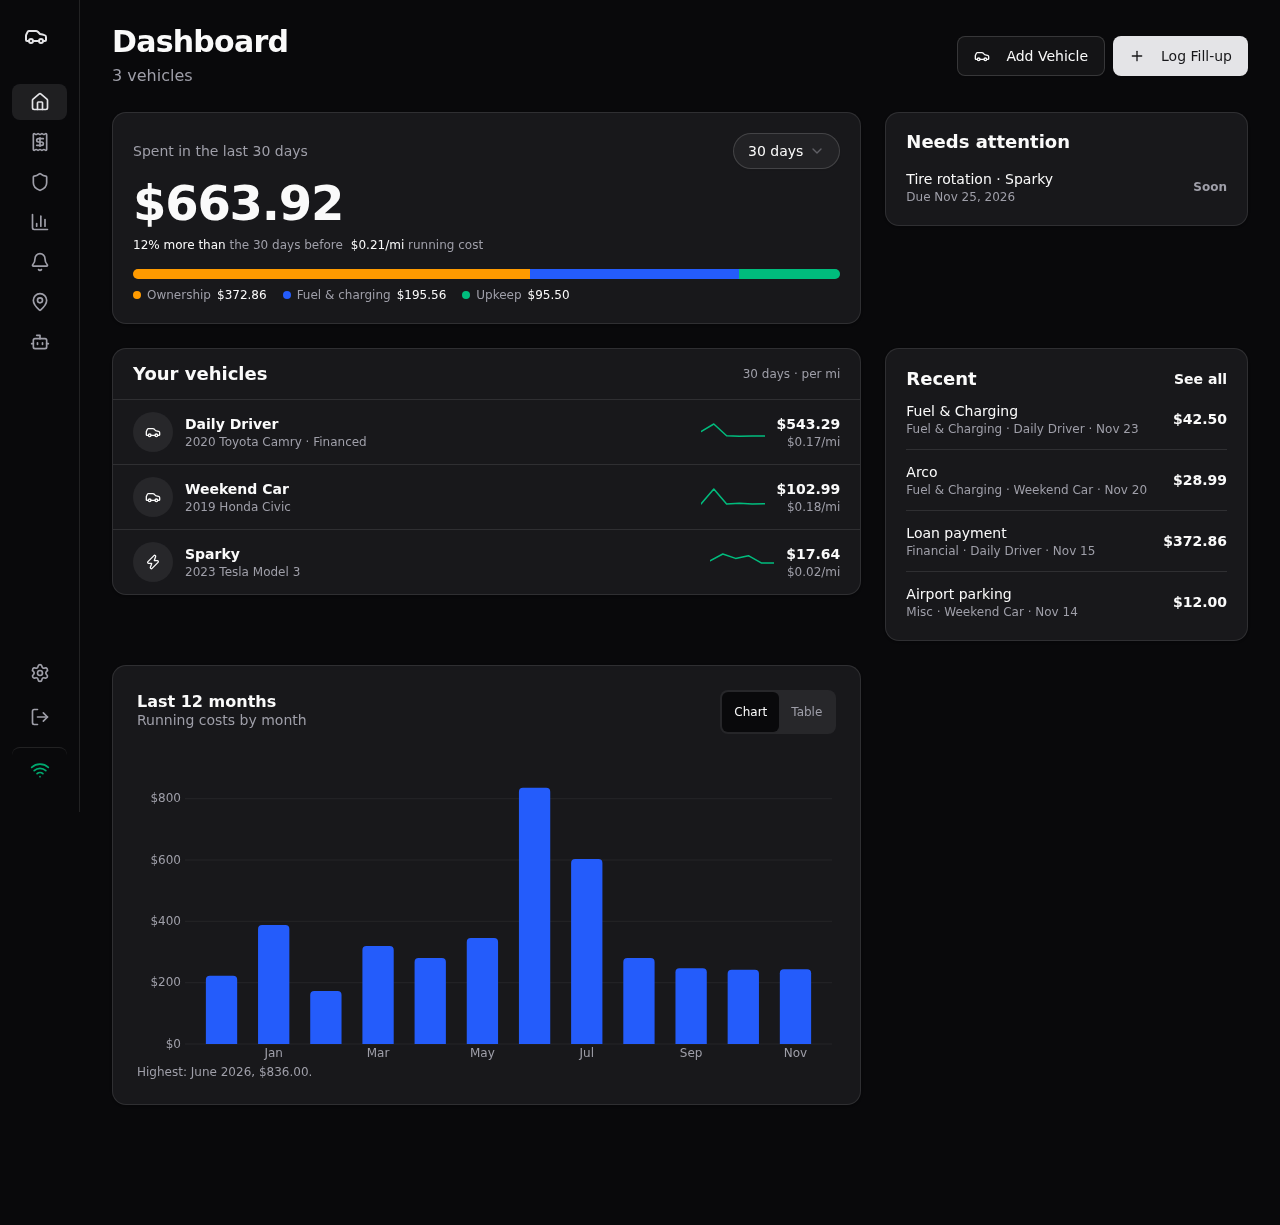 Dashboard
3 vehicles
Add Vehicle
Log Fill-up
Spent in the last 30 days
30 days
$663.92
12% more than the 30 days before $0.21/mi running cost
Ownership $372.86 Fuel & charging $195.56 Upkeep $95.50
Needs attention
Tire rotation · Sparky
Due Nov 25, 2026
Soon
Your vehicles
30 days · per mi
Daily Driver
2020 Toyota Camry · Financed
$543.29
$0.17/mi
Weekend Car
2019 Honda Civic
$102.99
$0.18/mi
Sparky
2023 Tesla Model 3
$17.64
$0.02/mi
Recent
See all
Fuel & Charging
Fuel & Charging · Daily Driver · Nov 23
$42.50
Arco
Fuel & Charging · Weekend Car · Nov 20
$28.99
Loan payment
Financial · Daily Driver · Nov 15
$372.86
Airport parking
Misc · Weekend Car · Nov 14
$12.00
Last 12 months
Running costs by month
Chart
Table
$800
$600
$400
$200
$0
Jan Mar May Jul Sep Nov
Highest: June 2026, $836.00.